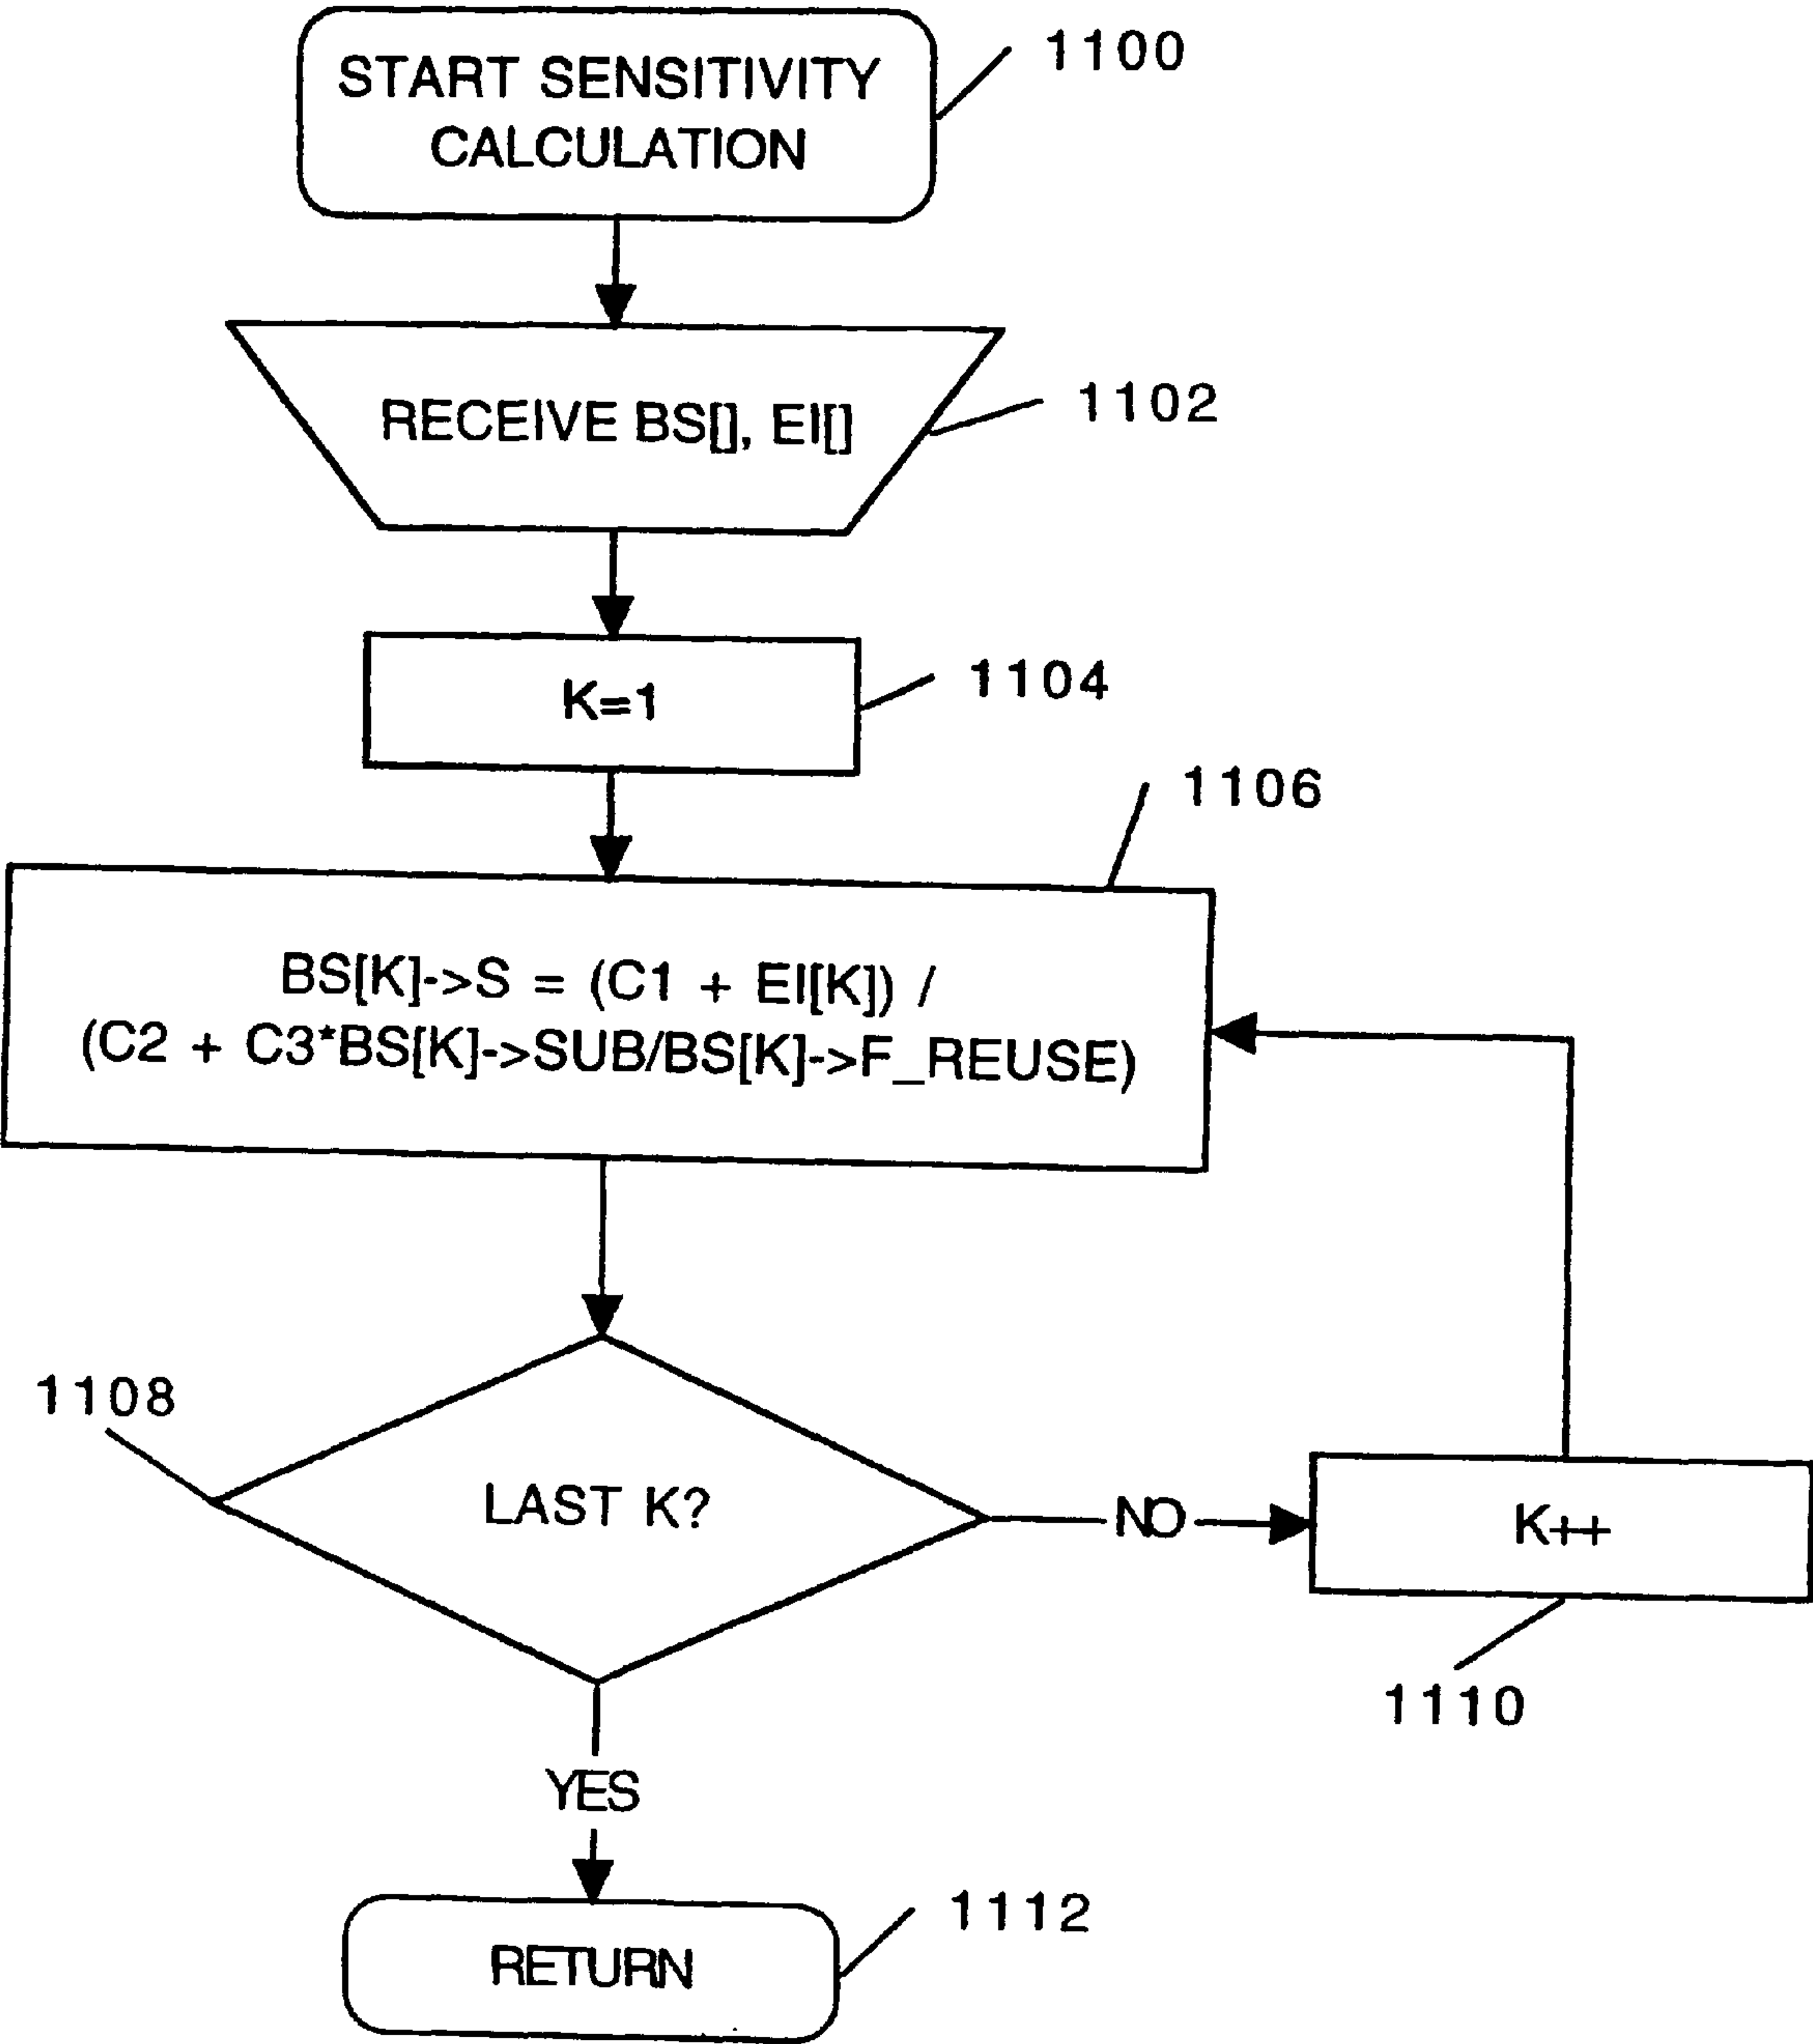 START SENSITIVITY
CALCULATION
1100
RECEIVE BS[], EI[]
1102
K=1
1104
1106
BS[K]->S = (C1 + EI[K]) /
(C2 + C3*BS[K]->SUB/BS[K]->F_REUSE)
1108
LAST K?
NO
K++
1110
YES
1112
RETURN